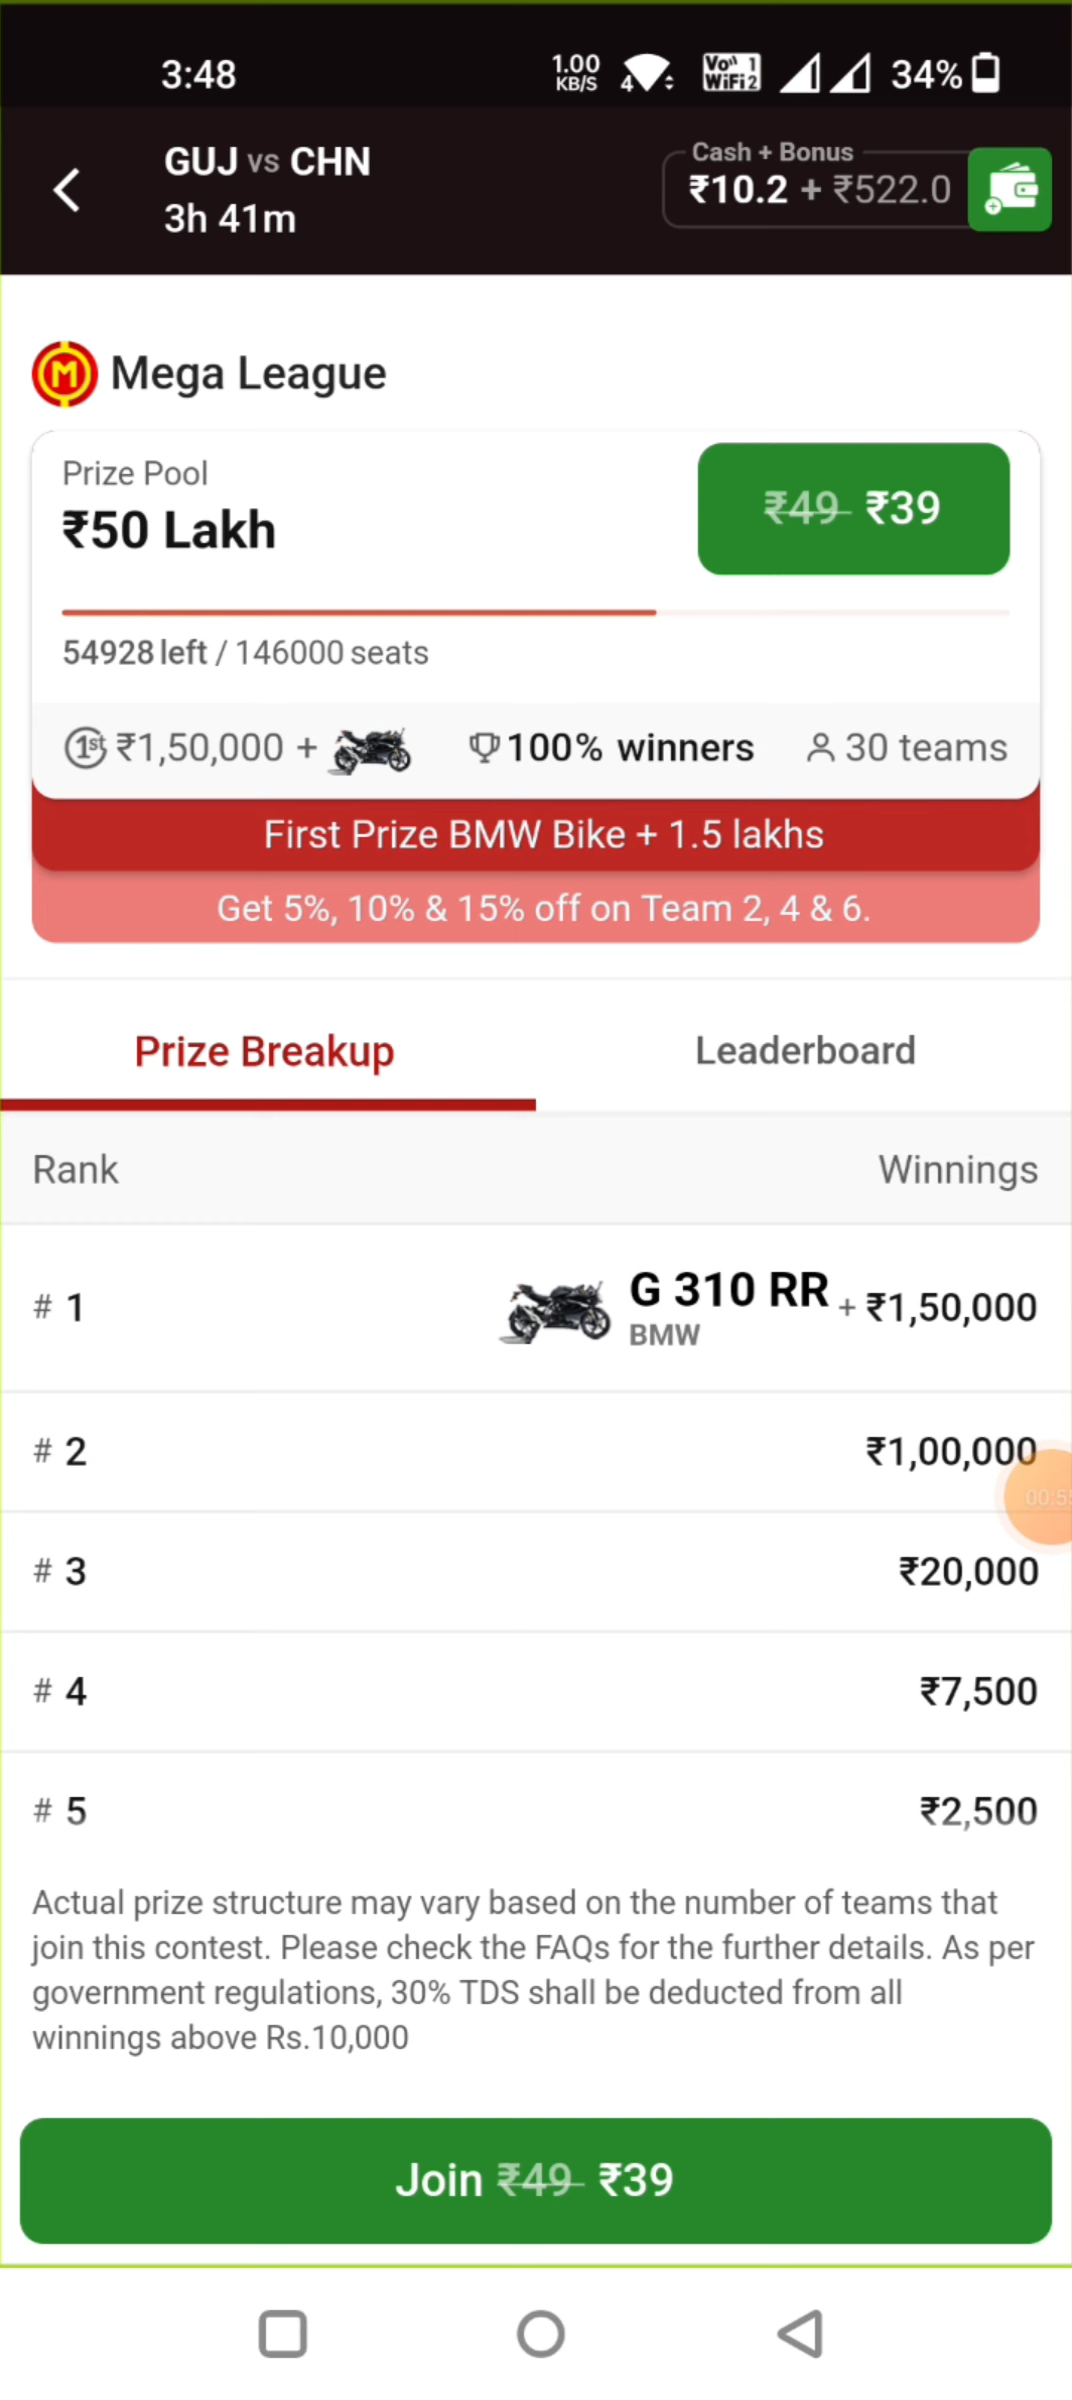 3:48
1.00 KB/S
4
Vo)) 1 WiFi2
34%
GUJ vs CHN
3h 41m
Cash + Bonus
₹10.2 + ₹522.0
M Mega League
Prize Pool
₹50 Lakh
₹49 ₹39
54928 left / 146000 seats
1st ₹1,50,000 +
100% winners
30 teams
First Prize BMW Bike + 1.5 lakhs
Get 5%, 10% & 15% off on Team 2, 4 & 6.
Prize Breakup
Leaderboard
Rank
Winnings
# 1
G 310 RR
BMW
+ ₹1,50,000
# 2
₹1,00,000
# 3
₹20,000
# 4
₹7,500
# 5
₹2,500
Actual prize structure may vary based on the number of teams that
join this contest. Please check the FAQs for the further details. As per
government regulations, 30% TDS shall be deducted from all
winnings above Rs.10,000
Join ₹49 ₹39